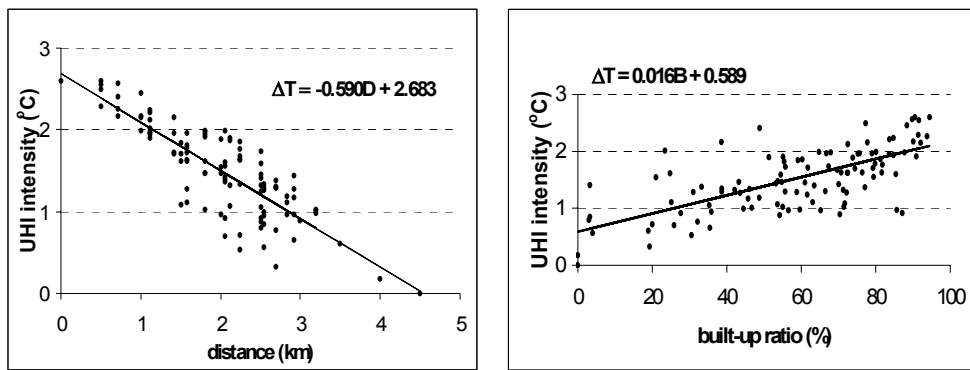 3
2
1
0
UHI intensity (°C)
ΔT = -0.590D + 2.683
0 1 2 3 4 5
distance (km)
ΔT = 0.016B + 0.589
3
2
1
0
UHI intensity (°C)
0 20 40 60 80 100
built-up ratio (%)